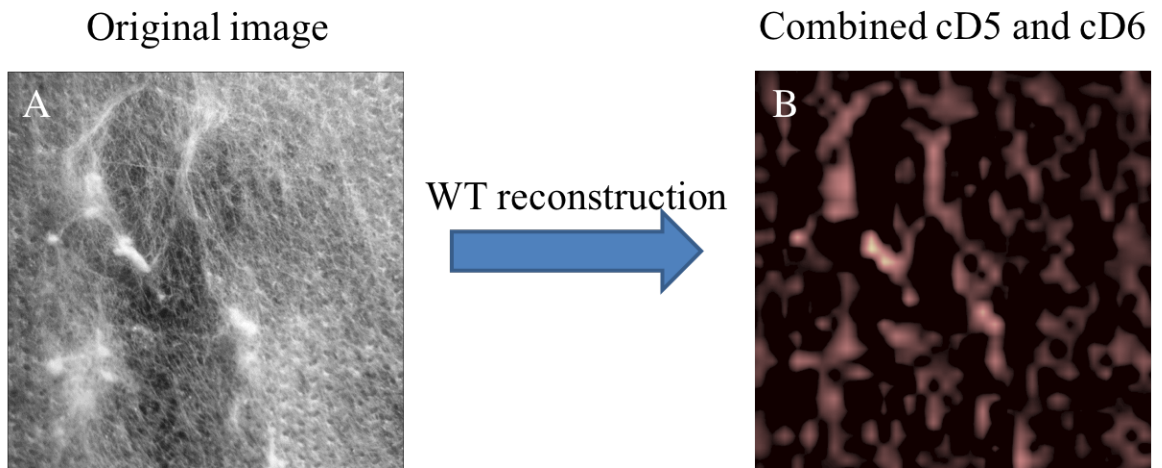 Original image
Combined cD5 and cD6
A
B
WT reconstruction